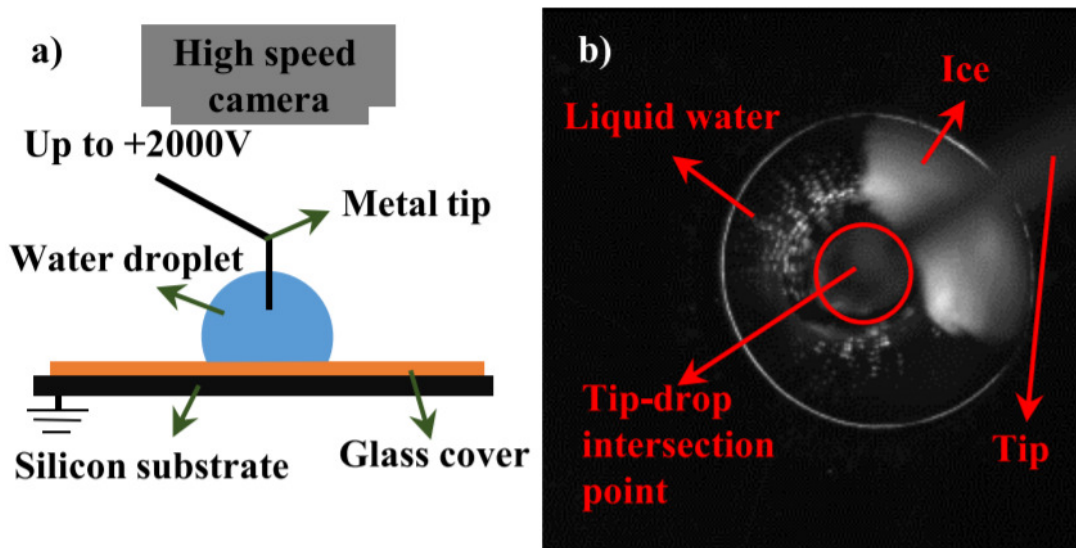 a)
High speed
camera
Up to +2000V
Metal tip
Water droplet
Silicon substrate
Glass cover
b)
Ice
Liquid water
Tip-drop
intersection
point
Tip